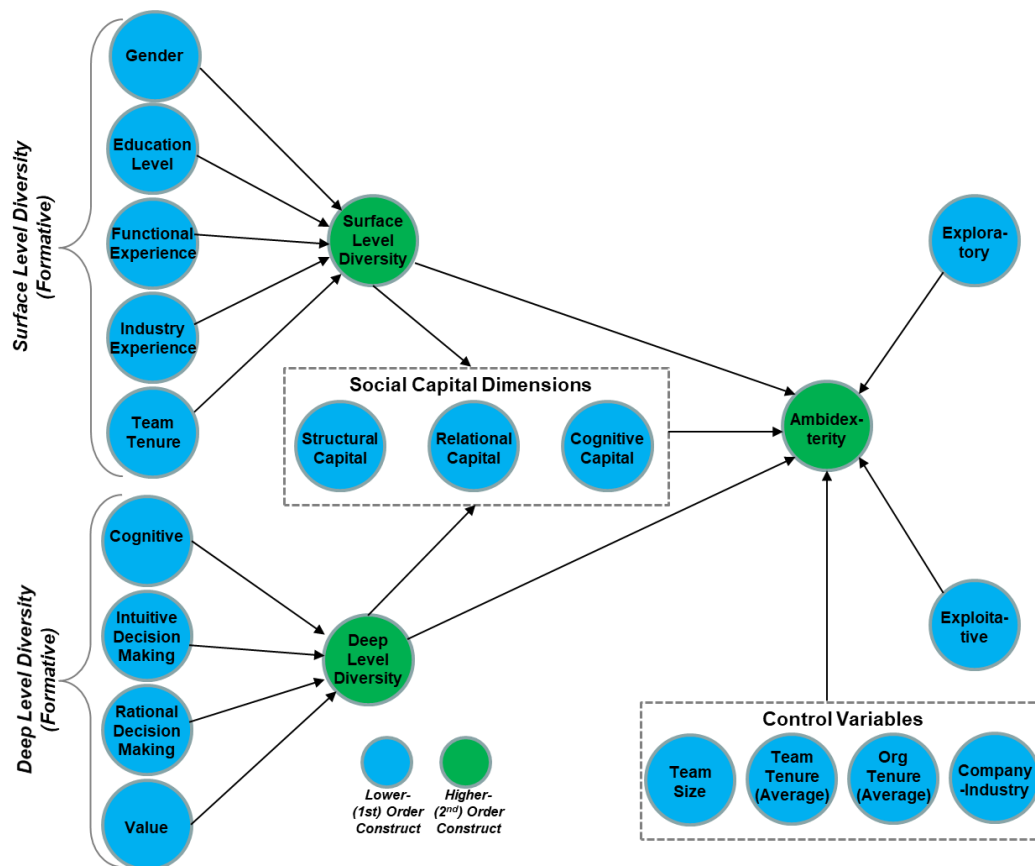 Surface Level Diversity
(Formative)
Gender
Education
Level
Functional
Experience
Industry
Experience
Team
Tenure
Surface
Level
Diversity
Explora-
tory
Social Capital Dimensions
Structural
Capital
Relational
Capital
Cognitive
Capital
Ambidex-
terity
Deep Level Diversity
(Formative)
Cognitive
Intuitive
Decision
Making
Rational
Decision
Making
Value
Deep
Level
Diversity
Exploita-
tive
Lower-
(1st) Order
Construct
Higher-
(2nd) Order
Construct
Control Variables
Team
Size
Team
Tenure
(Average)
Org
Tenure
(Average)
Company
-Industry